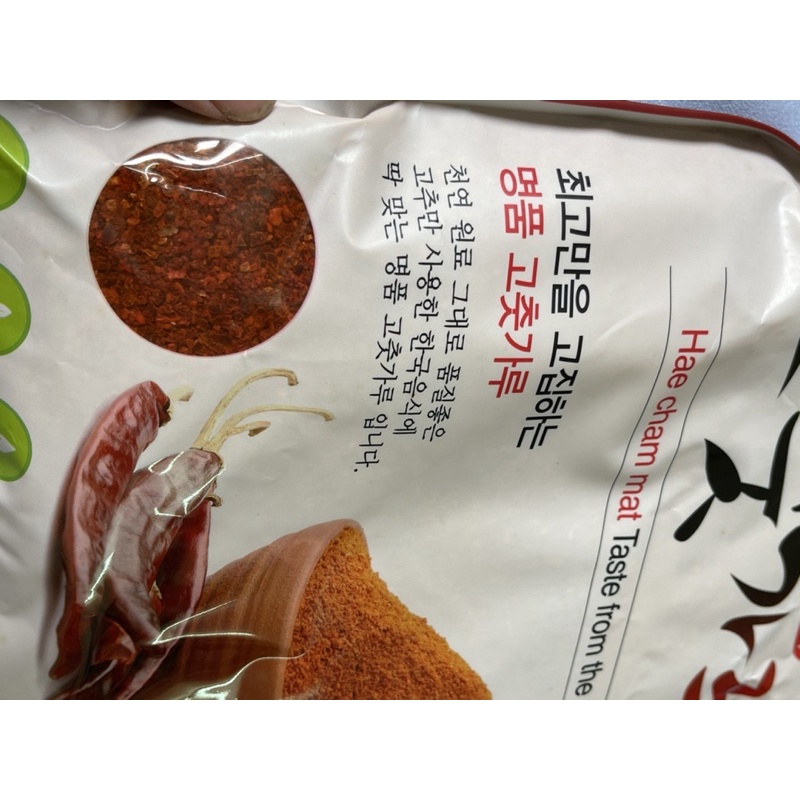 Hae cham mat Taste from the
최고만을 고집하는
명품 고춧가루
천연 원료 그대로 품질좋은
고추만 사용한 한국음식에
딱 맞는 명품 고춧가루 입니다.